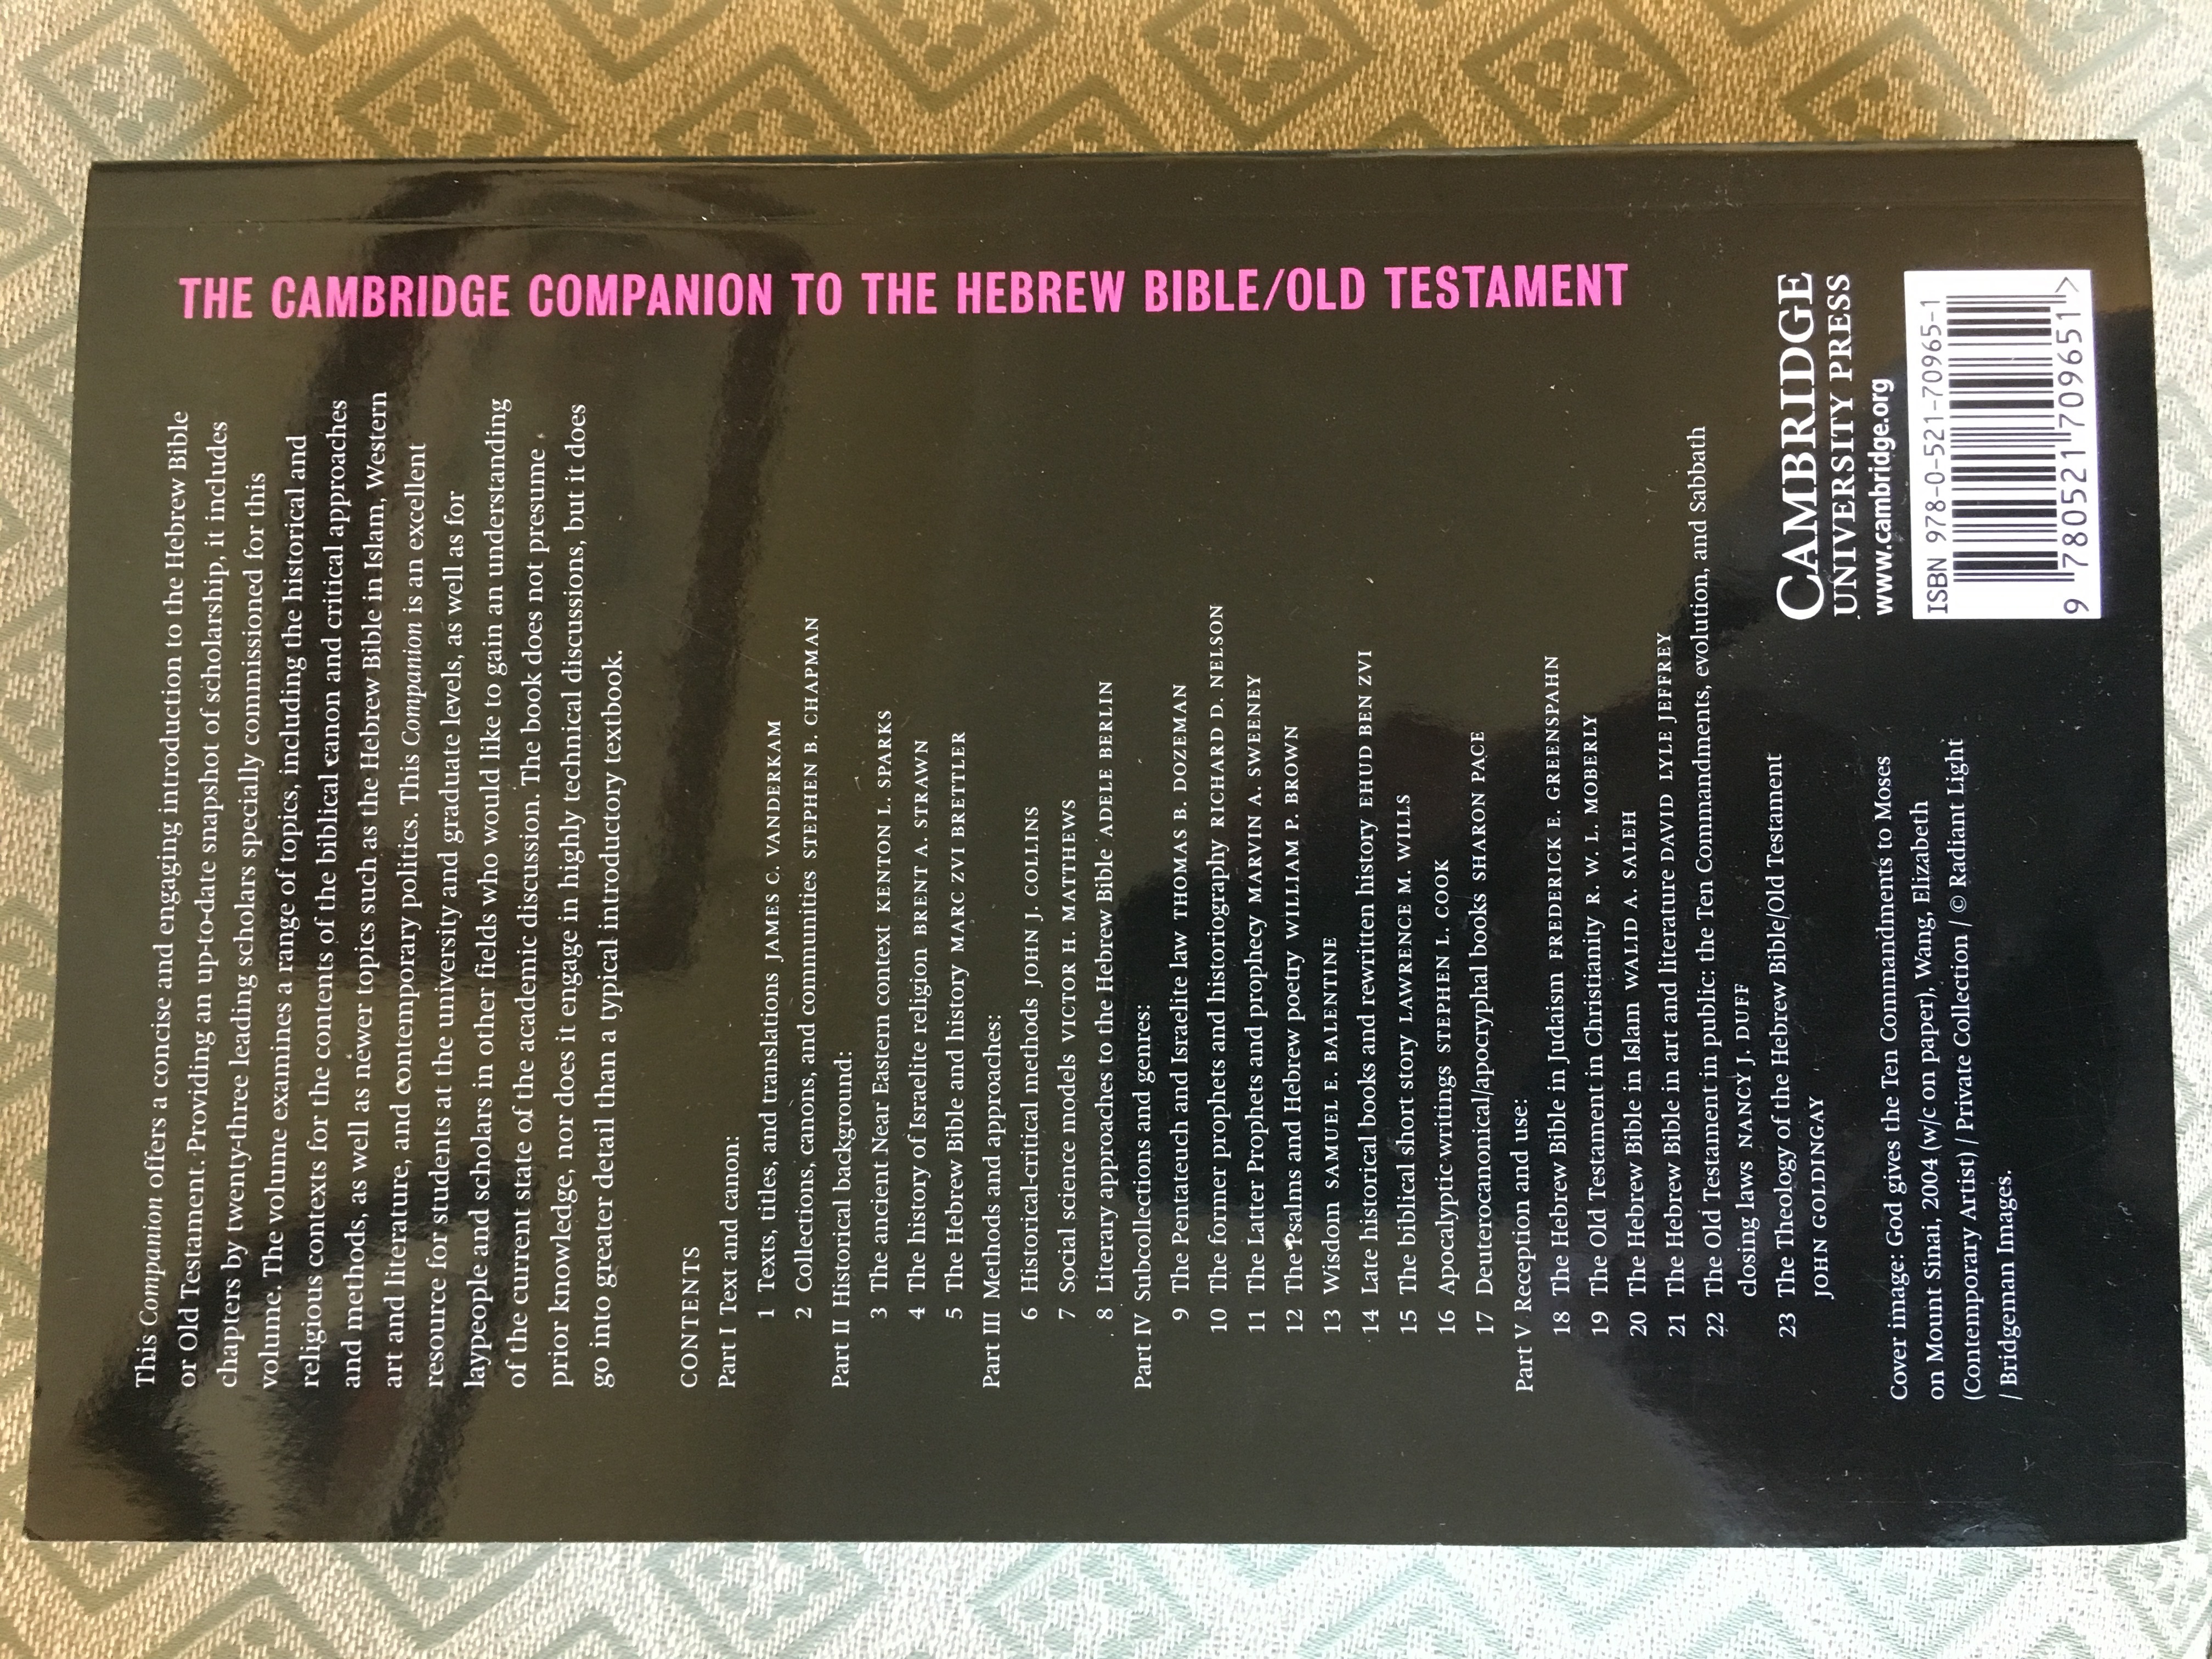 THE CAMBRIDGE COMPANION TO THE HEBREW BIBLE/OLD TESTAMENT
This Companion offers a concise and engaging introduction to the Hebrew Bible
or Old Testament. Providing an up-to-date snapshot of scholarship, it includes
chapters by twenty-three leading scholars specially commissioned for this
volume. The volume examines a range of topics, including the historical and
religious contexts for the contents of the biblical canon and critical approaches
and methods, as well as newer topics such as the Hebrew Bible in Islam, Western
art and literature, and contemporary politics. This Companion is an excellent
resource for students at the university and graduate levels, as well as for
laypeople and scholars in other fields who would like to gain an understanding
of the current state of the academic discussion. The book does not presume
prior knowledge, nor does it engage in highly technical discussions, but it does
go into greater detail than a typical introductory textbook.
CONTENTS
Part I Text and canon:
1 Texts, titles, and translations JAMES C. VANDERKAM
2 Collections, canons, and communities STEPHEN B. CHAPMAN
Part II Historical background:
3 The ancient Near Eastern context KENTON L. SPARKS
4 The history of Israelite religion BRENT A. STRAWN
5 The Hebrew Bible and history MARC ZVI BRETTLER
Part III Methods and approaches:
6 Historical-critical methods JOHN J. COLLINS
7 Social science models VICTOR H. MATTHEWS
8 Literary approaches to the Hebrew Bible ADELE BERLIN
Part IV Subcollections and genres:
9 The Pentateuch and Israelite law THOMAS B. DOZEMAN
10 The former prophets and historiography RICHARD D. NELSON
11 The Latter Prophets and prophecy MARVIN A. SWEENEY
12 The Psalms and Hebrew poetry WILLIAM P. BROWN
13 Wisdom SAMUEL E. BALENTINE
14 Late historical books and rewritten history EHUD BEN ZVI
15 The biblical short story LAWRENCE M. WILLS
16 Apocalyptic writings STEPHEN L. COOK
17 Deuterocanonical/apocryphal books SHARON PACE
Part V Reception and use:
18 The Hebrew Bible in Judaism FREDERICK E. GREENSPAHN
19 The Old Testament in Christianity R. W. L. MOBERLY
20 The Hebrew Bible in Islam WALID A. SALEH
21 The Hebrew Bible in art and literature DAVID LYLE JEFFREY
22 The Old Testament in public: the Ten Commandments, evolution, and Sabbath
closing laws NANCY J. DUFF
23 The Theology of the Hebrew Bible/Old Testament
JOHN GOLDINGAY
Cover image: God gives the Ten Commandments to Moses
on Mount Sinai, 2004 (w/c on paper), Wang, Elizabeth
(Contemporary Artist) / Private Collection / © Radiant Light
/ Bridgeman Images.
CAMBRIDGE
UNIVERSITY PRESS
www.cambridge.org
ISBN 978-0-521-70965-1
9 780521 709651 >